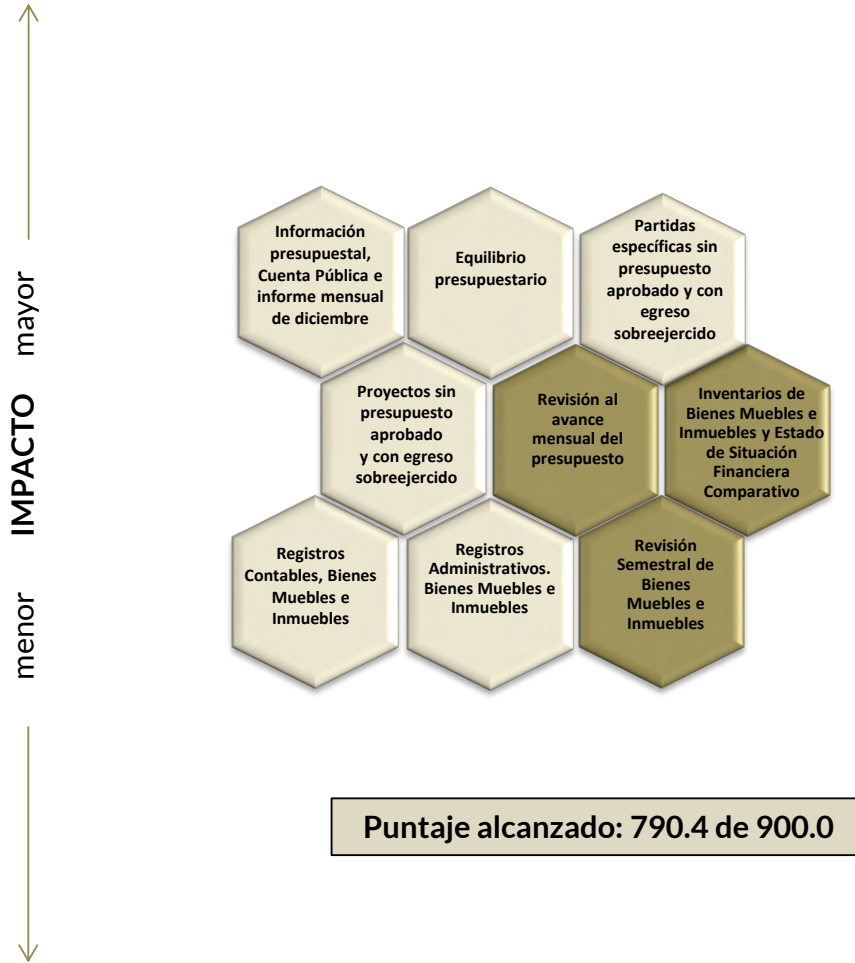 mayor
IMPACTO
menor
Información
presupuestal,
Cuenta Pública e
informe mensual
de diciembre
Equilibrio
presupuestario
Partidas
específicas sin
presupuesto
aprobado y con
egreso
sobreejercido
Proyectos sin
presupuesto
aprobado
y con egreso
sobreejercido
Revisión al
avance
mensual del
presupuesto
Inventarios de
Bienes Muebles e
Inmuebles y Estado
de Situación
Financiera
Comparativo
Registros
Contables, Bienes
Muebles e
Inmuebles
Registros
Administrativos.
Bienes Muebles e
Inmuebles
Revisión
Semestral de
Bienes
Muebles e
Inmuebles
Puntaje alcanzado: 790.4 de 900.0